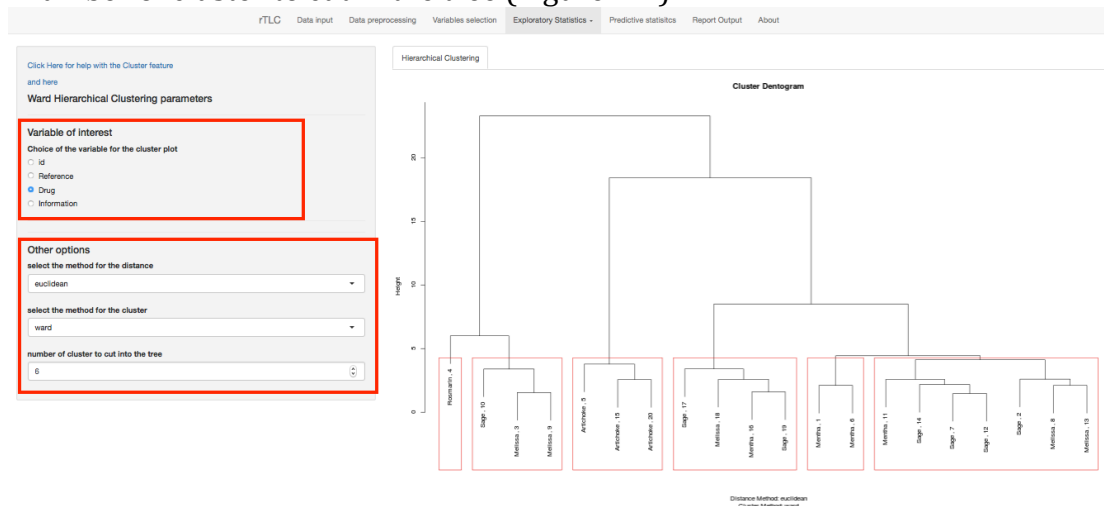 rTLC Data input Data preprocessing Variables selection Exploratory Statistics Predictive statisitcs Report Output About
Click Here for help with the Cluster feature
and here
Ward Hierarchical Clustering parameters
Variable of interest
Choice of the variable for the cluster plot
id
Reference
Drug
Information
Other options
select the method for the distance
euclidean
select the method for the cluster
ward
number of cluster to cut into the tree
6
Hierarchical Clustering
Cluster Dentogram
Height
20
15
10
5
0
Rosmarin, 4
Sage, 10
Melissa, 3
Melissa, 9
Artichoke, 5
Artichoke, 15
Artichoke, 20
Sage, 17
Melissa, 18
Mentha, 16
Sage, 19
Mentha, 1
Mentha, 6
Mentha, 11
Sage, 14
Sage, 7
Sage, 12
Sage, 2
Melissa, 8
Melissa, 13
Distance Method: euclidean
Cluster Method: ward